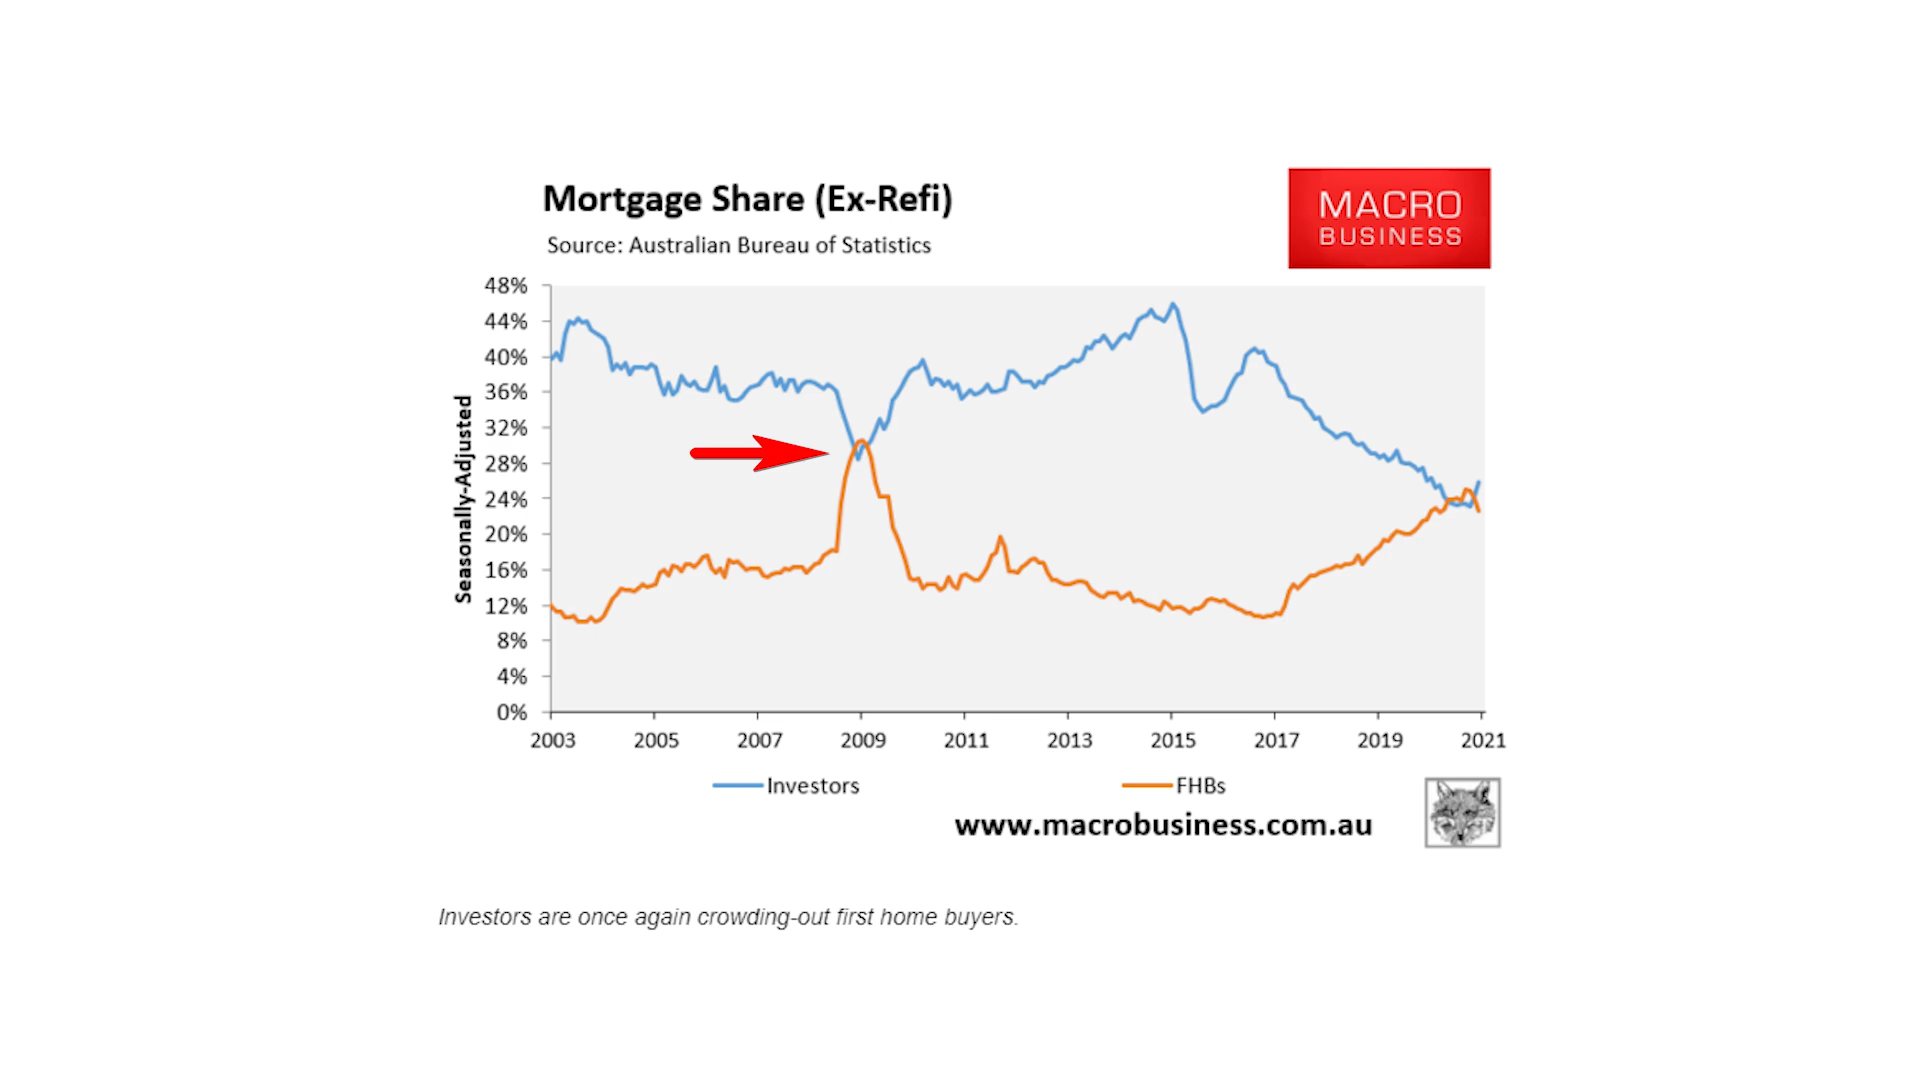 Mortgage Share (Ex-Refi)
MACRO
BUSINESS
Source: Australian Bureau of Statistics
Seasonally-Adjusted
48%
44%
40%
36%
32%
28%
24%
20%
16%
12%
8%
4%
0%
2003 2005 2007 2009 2011 2013 2015 2017 2019 2021
Investors FHBs
www.macrobusiness.com.au
Investors are once again crowding-out first home buyers.